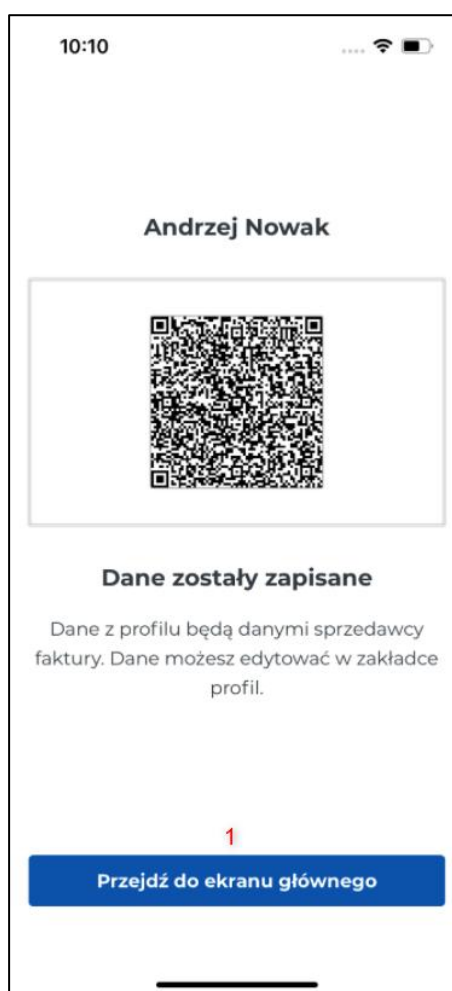 10:10
Andrzej Nowak
Dane zostały zapisane
Dane z profilu będą danymi sprzedawcy
faktury. Dane możesz edytować w zakładce
profil.
1
Przejdź do ekranu głównego